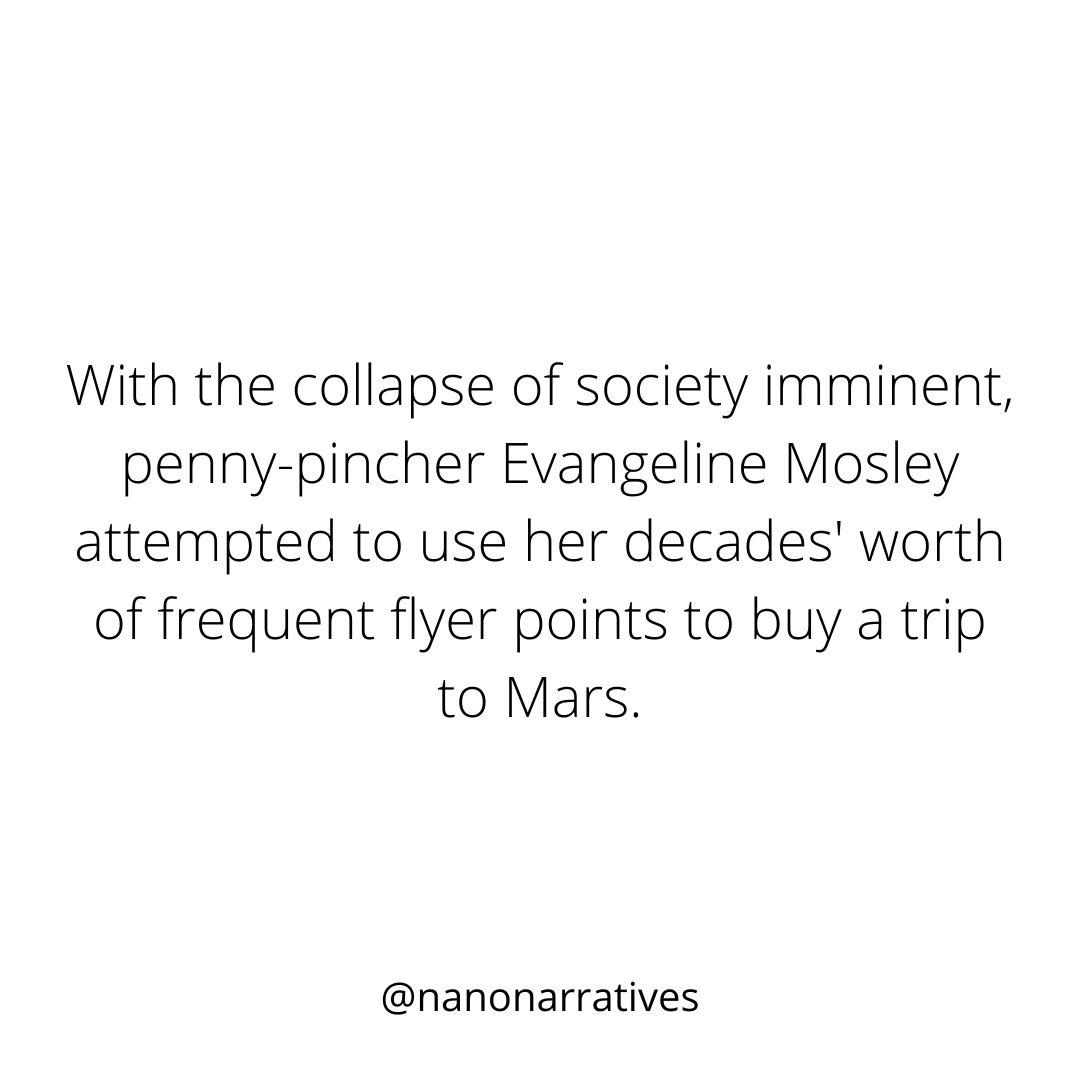 With the collapse of society imminent,
penny-pincher Evangeline Mosley
attempted to use her decades' worth
of frequent flyer points to buy a trip
to Mars.
@nanonarratives